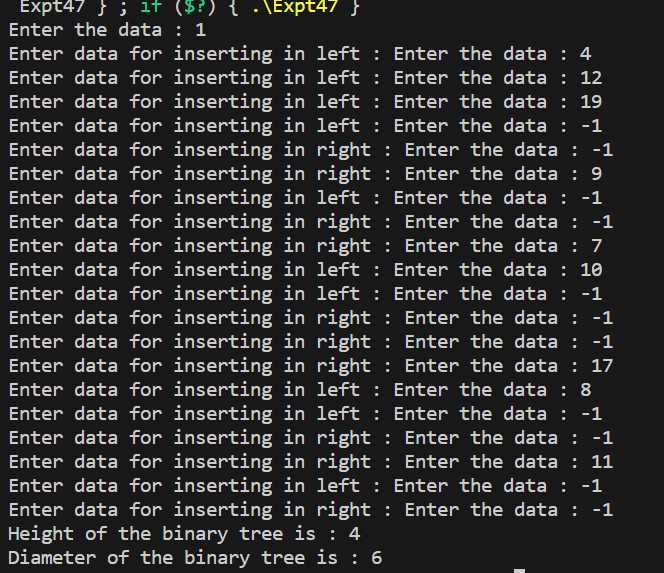 Expt47 } ; if ($?) { .\Expt47 }
Enter the data : 1
Enter data for inserting in left : Enter the data : 4
Enter data for inserting in left : Enter the data : 12
Enter data for inserting in left : Enter the data : 19
Enter data for inserting in left : Enter the data : -1
Enter data for inserting in right : Enter the data : -1
Enter data for inserting in right : Enter the data : 9
Enter data for inserting in left : Enter the data : -1
Enter data for inserting in right : Enter the data : -1
Enter data for inserting in right : Enter the data : 7
Enter data for inserting in left : Enter the data : 10
Enter data for inserting in left : Enter the data : -1
Enter data for inserting in right : Enter the data : -1
Enter data for inserting in right : Enter the data : -1
Enter data for inserting in right : Enter the data : 17
Enter data for inserting in left : Enter the data : 8
Enter data for inserting in left : Enter the data : -1
Enter data for inserting in right : Enter the data : -1
Enter data for inserting in right : Enter the data : 11
Enter data for inserting in left : Enter the data : -1
Enter data for inserting in right : Enter the data : -1
Height of the binary tree is : 4
Diameter of the binary tree is : 6